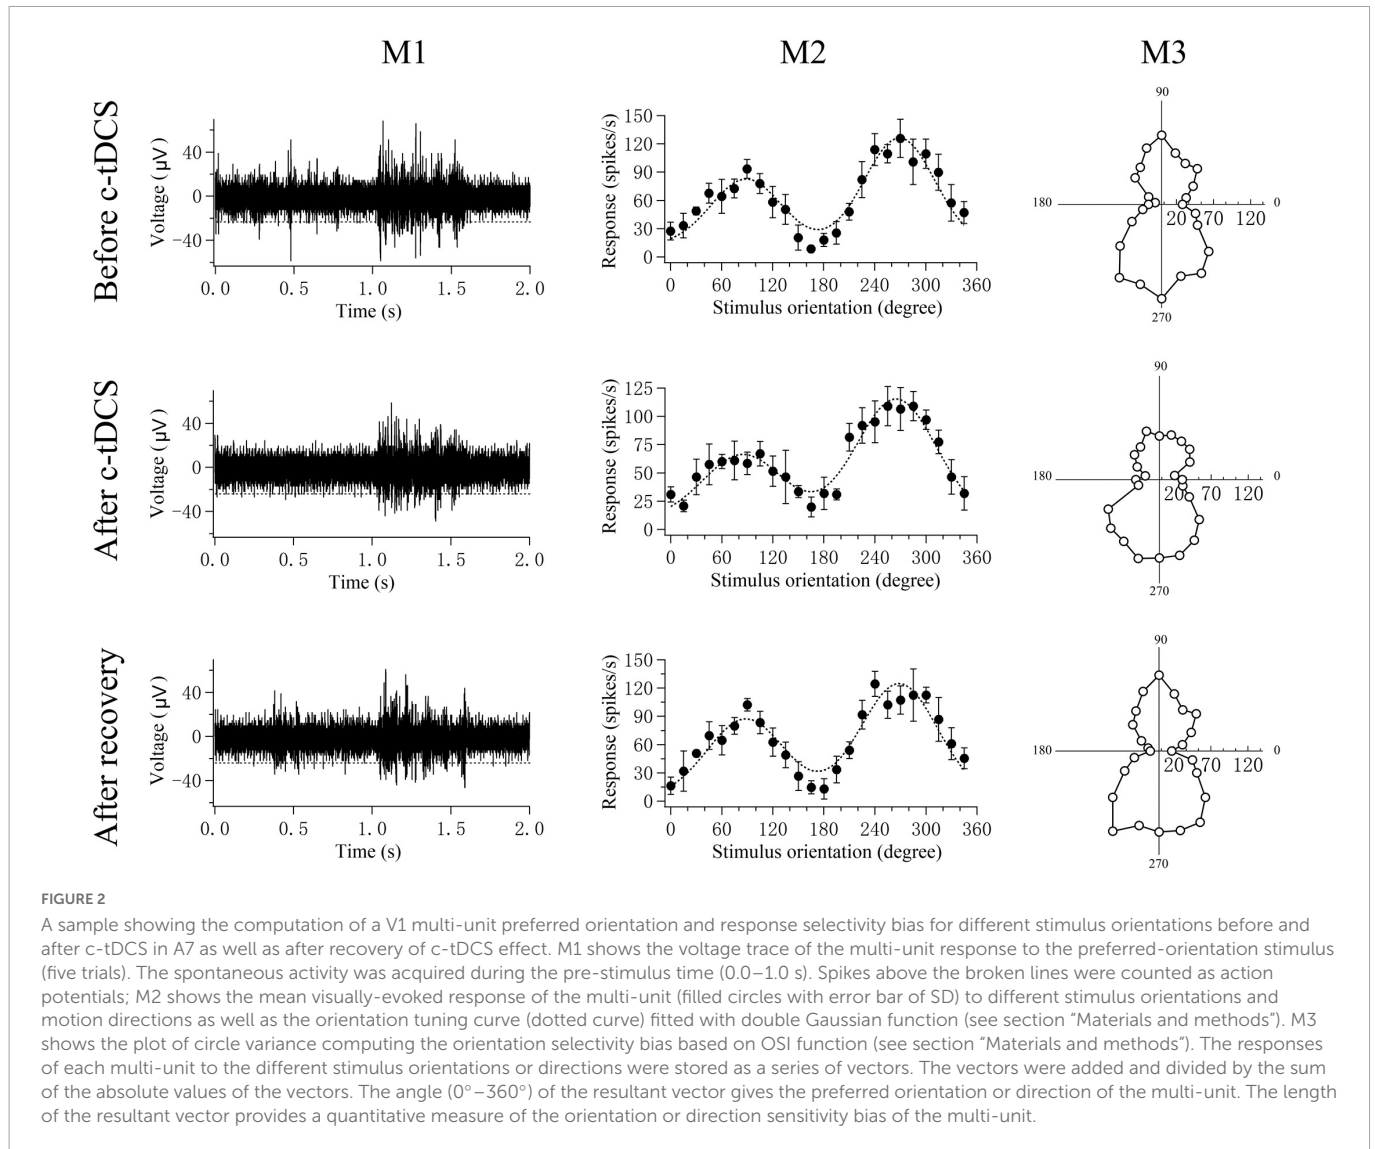 M1 M2 M3
Before c-tDCS
Voltage (μV)
40
0
−40
0.0 0.5 1.0 1.5 2.0
Time (s)
Response (spikes/s)
150
120
90
60
30
0
0 60 120 180 240 300 360
Stimulus orientation (degree)
90
180 20 70 120 0
270
After c-tDCS
Voltage (μV)
40
0
−40
0.0 0.5 1.0 1.5 2.0
Time (s)
Response (spikes/s)
125
100
75
50
25
0
0 60 120 180 240 300 360
Stimulus orientation (degree)
90
180 20 70 120 0
270
After recovery
Voltage (μV)
40
0
−40
0.0 0.5 1.0 1.5 2.0
Time (s)
Response (spikes/s)
150
120
90
60
30
0
0 60 120 180 240 300 360
Stimulus orientation (degree)
90
180 20 70 120 0
270
FIGURE 2
A sample showing the computation of a V1 multi-unit preferred orientation and response selectivity bias for different stimulus orientations before and
after c-tDCS in A7 as well as after recovery of c-tDCS effect. M1 shows the voltage trace of the multi-unit response to the preferred-orientation stimulus
(five trials). The spontaneous activity was acquired during the pre-stimulus time (0.0–1.0 s). Spikes above the broken lines were counted as action
potentials; M2 shows the mean visually-evoked response of the multi-unit (filled circles with error bar of SD) to different stimulus orientations and
motion directions as well as the orientation tuning curve (dotted curve) fitted with double Gaussian function (see section “Materials and methods”). M3
shows the plot of circle variance computing the orientation selectivity bias based on OSI function (see section “Materials and methods”). The responses
of each multi-unit to the different stimulus orientations or directions were stored as a series of vectors. The vectors were added and divided by the sum
of the absolute values of the vectors. The angle (0°–360°) of the resultant vector gives the preferred orientation or direction of the multi-unit. The length
of the resultant vector provides a quantitative measure of the orientation or direction sensitivity bias of the multi-unit.